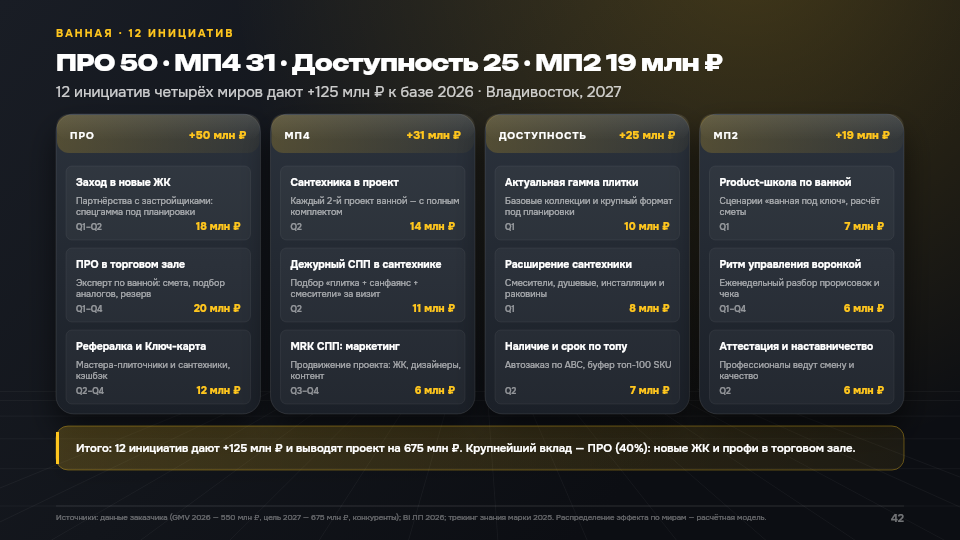 ВАННАЯ · 12 ИНИЦИАТИВ
ПРО 50 · МП4 31 · Доступность 25 · МП2 19 млн ₽
12 инициатив четырёх миров дают +125 млн ₽ к базе 2026 · Владивосток, 2027
ПРО +50 млн ₽
Заход в новые ЖК
Партнёрства с застройщиками:
спецгамма под планировки
Q1–Q2 18 млн ₽
ПРО в торговом зале
Эксперт по ванной: смета, подбор
аналогов, резерв
Q1–Q4 20 млн ₽
Рефералка и Ключ-карта
Мастера-плиточники и сантехники,
кэшбэк
Q2–Q4 12 млн ₽
МП4 +31 млн ₽
Сантехника в проект
Каждый 2-й проект ванной — с полным
комплектом
Q2 14 млн ₽
Дежурный СПП в сантехнике
Подбор «плитка + санфаянс +
смесители» за визит
Q2 11 млн ₽
MRK СПП: маркетинг
Продвижение проекта: ЖК, дизайнеры,
контент
Q3–Q4 6 млн ₽
ДОСТУПНОСТЬ +25 млн ₽
Актуальная гамма плитки
Базовые коллекции и крупный формат
под планировки
Q1 10 млн ₽
Расширение сантехники
Смесители, душевые, инсталляции и
раковины
Q1 8 млн ₽
Наличие и срок по топу
Автозаказ по ABC, буфер топ-100 SKU
Q2 7 млн ₽
МП2 +19 млн ₽
Product-школа по ванной
Сценарии «ванная под ключ», расчёт
сметы
Q1 7 млн ₽
Ритм управления воронкой
Еженедельный разбор прорисовок и
чека
Q1–Q4 6 млн ₽
Аттестация и наставничество
Профессионалы ведут смену и
качество
Q2 6 млн ₽
Итого: 12 инициатив дают +125 млн ₽ и выводят проект на 675 млн ₽. Крупнейший вклад — ПРО (40%): новые ЖК и профи в торговом зале.
Источники: данные заказчика (GMV 2026 — 550 млн ₽, цель 2027 — 675 млн ₽, конкуренты); BI ЛП 2026; трекинг знания марки 2025. Распределение эффекта по мирам — расчётная модель.
42